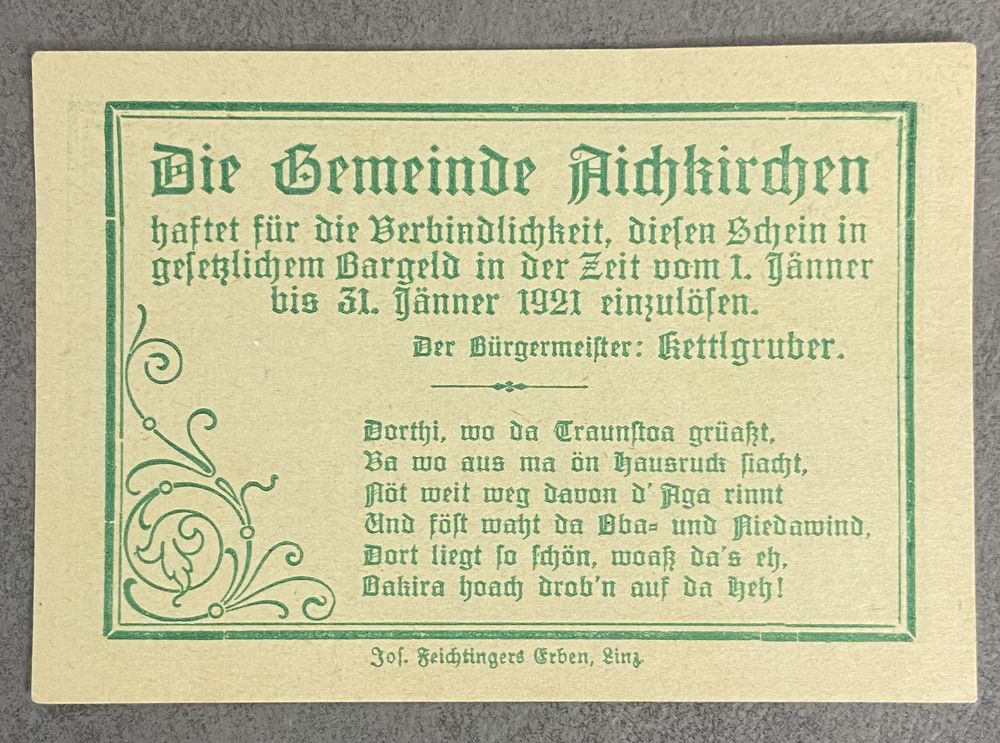 Die Gemeinde Aichkirchen
haftet für die Verbindlichkeit, diesen Schein in
gesetzlichem Bargeld in der Zeit vom 1. Jänner
bis 31. Jänner 1921 einzulösen.
Der Bürgermeister: Kettlgruber.
Dorthi, wo da Traunstoa grüaßt,
Va wo aus ma ön Hausruck siacht,
Nöt weit weg davon d' Aga rinnt
Und föst waht da Oba- und Niedawind,
Dort liegt so schön, woaß da's eh,
Oakira hoach drob'n auf da Heh!
Jos. Feichtingers Erben, Linz.